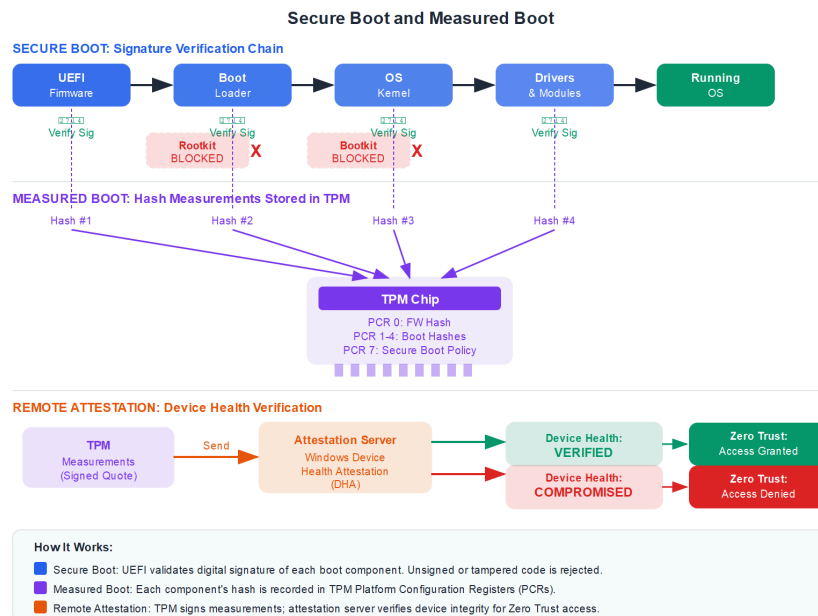 Secure Boot and Measured Boot
SECURE BOOT: Signature Verification Chain
UEFI
Firmware
Boot
Loader
OS
Kernel
Drivers
& Modules
Running
OS
2714
Verify Sig
2714
Verify Sig
2714
Verify Sig
2714
Verify Sig
Rootkit
BLOCKED
X
Bootkit
BLOCKED
X
MEASURED BOOT: Hash Measurements Stored in TPM
Hash #1
Hash #2
Hash #3
Hash #4
TPM Chip
PCR 0: FW Hash
PCR 1-4: Boot Hashes
PCR 7: Secure Boot Policy
REMOTE ATTESTATION: Device Health Verification
TPM
Measurements
(Signed Quote)
Send
Attestation Server
Windows Device
Health Attestation
(DHA)
Device Health:
VERIFIED
Zero Trust:
Access Granted
Device Health:
COMPROMISED
Zero Trust:
Access Denied
How It Works:
Secure Boot: UEFI validates digital signature of each boot component. Unsigned or tampered code is rejected.
Measured Boot: Each component's hash is recorded in TPM Platform Configuration Registers (PCRs).
Remote Attestation: TPM signs measurements; attestation server verifies device integrity for Zero Trust access.